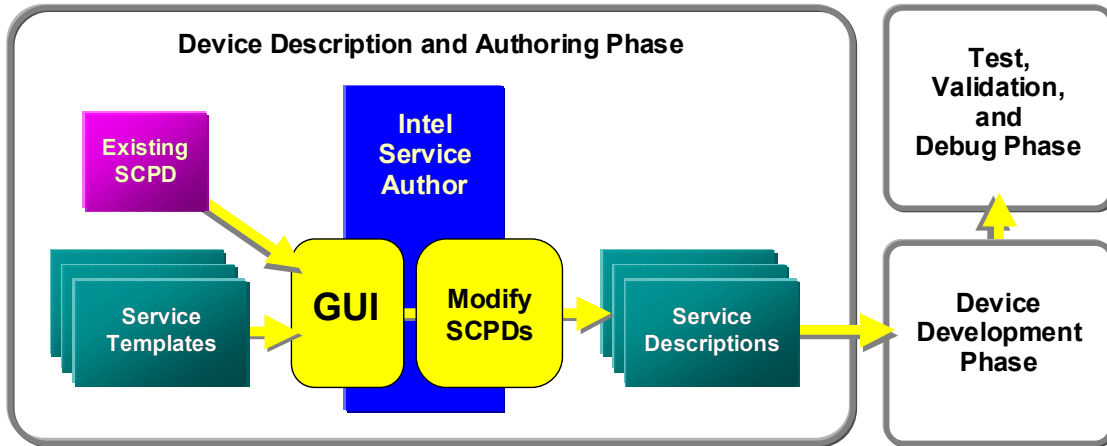 Device Description and Authoring Phase
Existing
SCPD
Intel
Service
Author
Service
Templates
GUI
Modify
SCPDs
Service
Descriptions
Test,
Validation,
and
Debug Phase
Device
Development
Phase